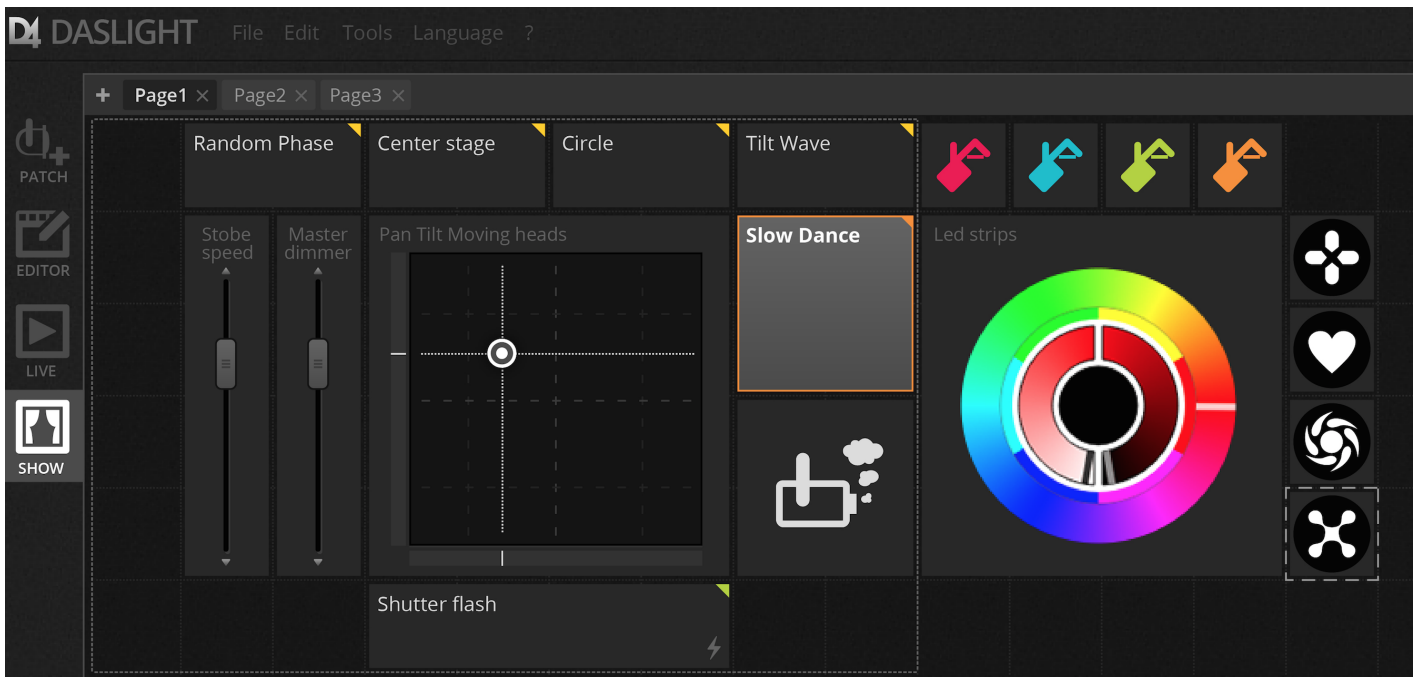 D4 DASLIGHT File Edit Tools Language ?
+ Page1 × Page2 × Page3 ×
PATCH
EDITOR
LIVE
SHOW
Random Phase
Center stage
Circle
Tilt Wave
Stobe
speed
Master
dimmer
Pan Tilt Moving heads
Slow Dance
Led strips
Shutter flash